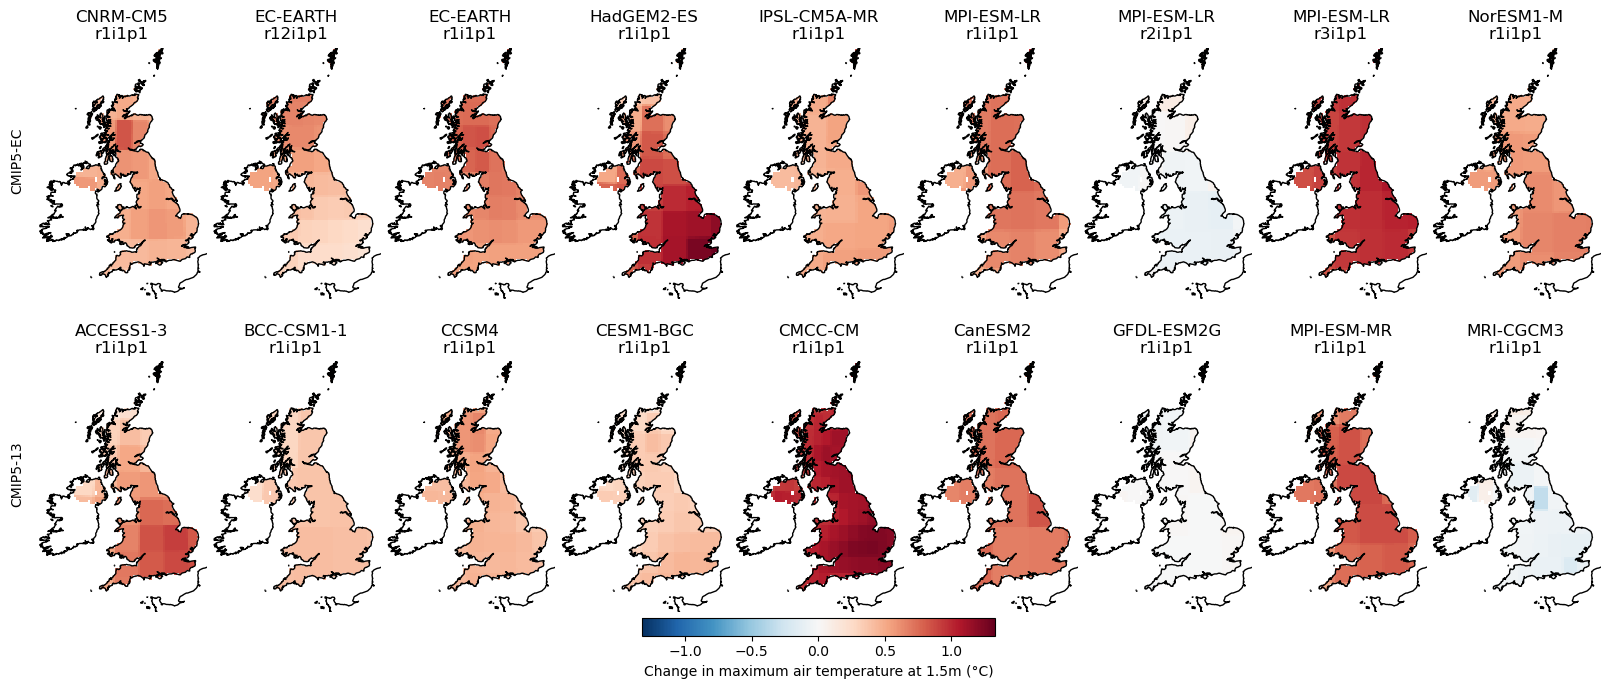 CNRM-CM5
r1i1p1
EC-EARTH
r12i1p1
EC-EARTH
r1i1p1
HadGEM2-ES
r1i1p1
IPSL-CM5A-MR
r1i1p1
MPI-ESM-LR
r1i1p1
MPI-ESM-LR
r2i1p1
MPI-ESM-LR
r3i1p1
NorESM1-M
r1i1p1
CMIP5-EC
ACCESS1-3
r1i1p1
BCC-CSM1-1
r1i1p1
CCSM4
r1i1p1
CESM1-BGC
r1i1p1
CMCC-CM
r1i1p1
CanESM2
r1i1p1
GFDL-ESM2G
r1i1p1
MPI-ESM-MR
r1i1p1
MRI-CGCM3
r1i1p1
CMIP5-13
−1.0 −0.5 0.0 0.5 1.0
Change in maximum air temperature at 1.5m (°C)